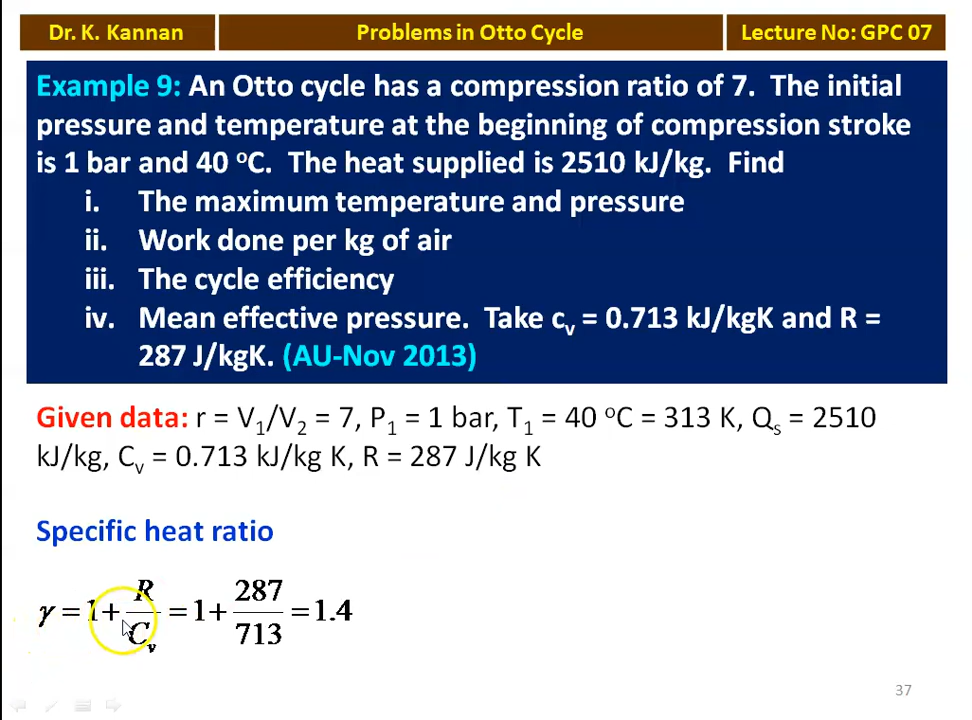 Dr. K. Kannan
Problems in Otto Cycle
Lecture No: GPC 07
Example 9: An Otto cycle has a compression ratio of 7. The initial
pressure and temperature at the beginning of compression stroke
is 1 bar and 40 ᵒC. The heat supplied is 2510 kJ/kg. Find
i. The maximum temperature and pressure
ii. Work done per kg of air
iii. The cycle efficiency
iv. Mean effective pressure. Take cᵥ = 0.713 kJ/kgK and R =
287 J/kgK. (AU-Nov 2013)
Given data: r = V₁/V₂ = 7, P₁ = 1 bar, T₁ = 40 ᵒC = 313 K, Qₛ = 2510
kJ/kg, Cᵥ = 0.713 kJ/kg K, R = 287 J/kg K
Specific heat ratio
γ = 1 + R/Cᵥ = 1 + 287/713 = 1.4
37